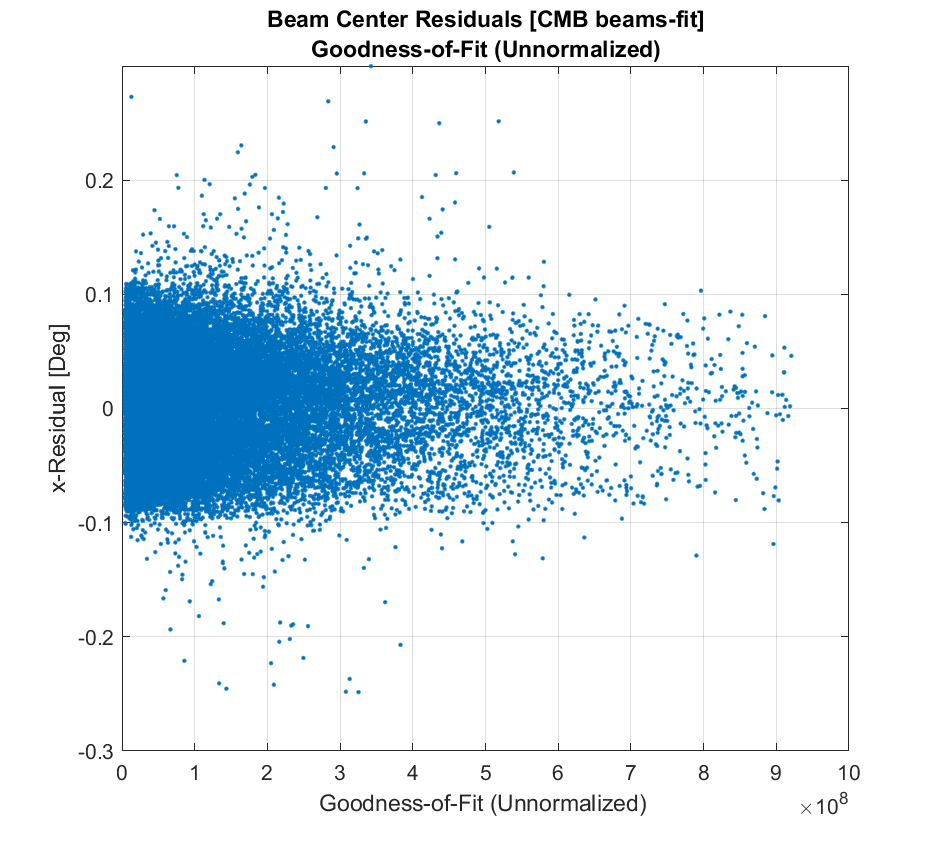 Beam Center Residuals [CMB beams-fit]
Goodness-of-Fit (Unnormalized)
0.2
0.1
0
-0.1
-0.2
-0.3
x-Residual [Deg]
0 1 2 3 4 5 6 7 8 9 10
Goodness-of-Fit (Unnormalized)
×10⁸